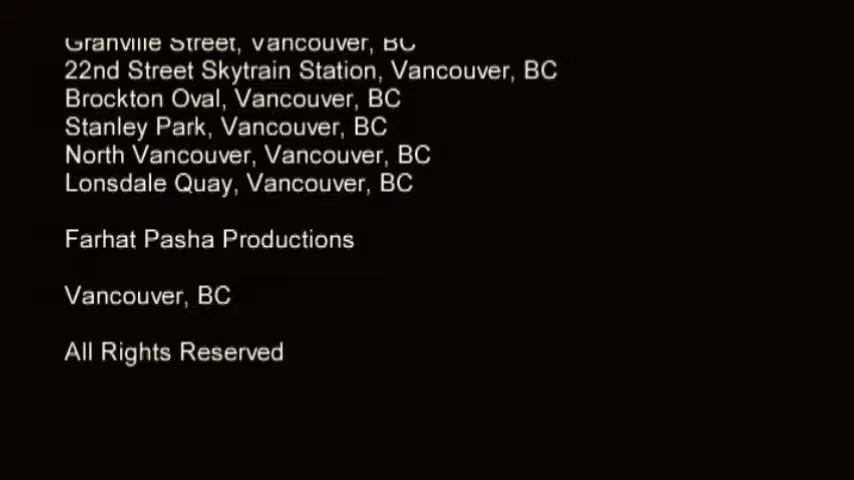 Granville Street, Vancouver, BC
22nd Street Skytrain Station, Vancouver, BC
Brockton Oval, Vancouver, BC
Stanley Park, Vancouver, BC
North Vancouver, Vancouver, BC
Lonsdale Quay, Vancouver, BC
Farhat Pasha Productions
Vancouver, BC
All Rights Reserved